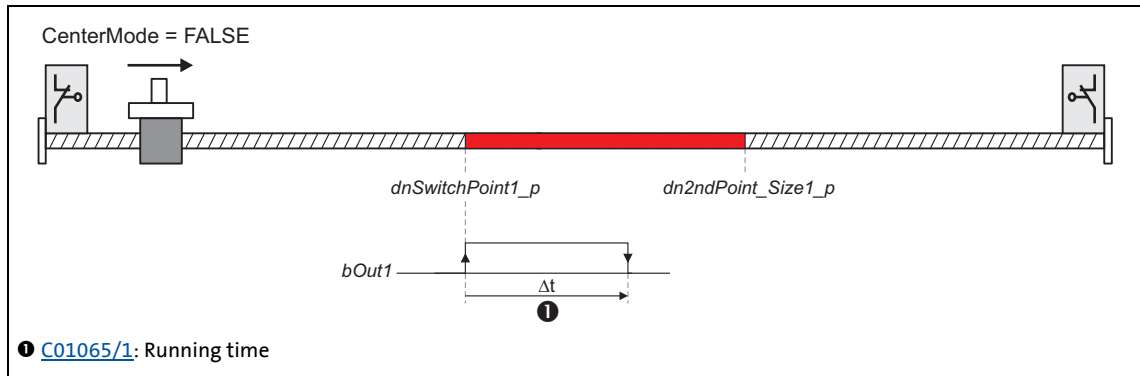 CenterMode = FALSE
dnSwitchPoint1_p
dn2ndPoint_Size1_p
bOut1
Δt
❶
❶ C01065/1: Running time